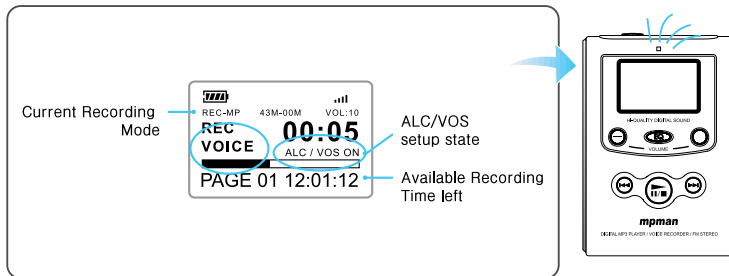 Current Recording
Mode
REC-MP 43M-00M VOL:10
REC 00:05
VOICE
ALC / VOS ON
PAGE 01 12:01:12
ALC/VOS
setup state
Available Recording
Time left
HI-QUALITY DIGITAL SOUND
VOLUME
mpman
DIGITAL MP3 PLAYER / VOICE RECORDER / FM STEREO